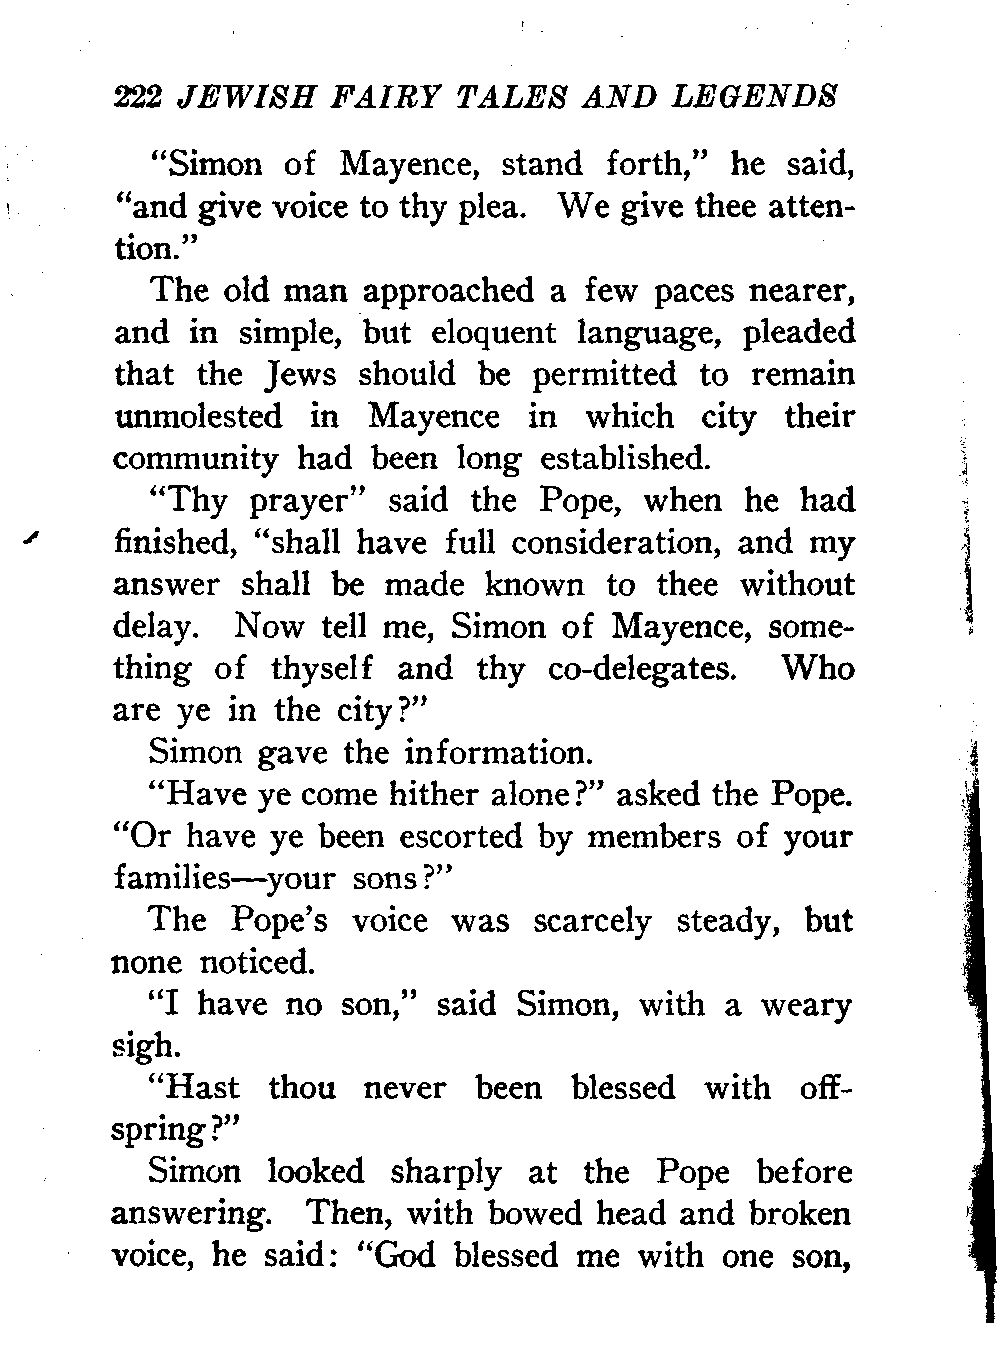 222 JEWISH FAIRY TALES AND LEGENDS
“Simon of Mayence, stand forth,” he said,
“and give voice to thy plea. We give thee atten-
tion.”
The old man approached a few paces nearer,
and in simple, but eloquent language, pleaded
that the Jews should be permitted to remain
unmolested in Mayence in which city their
community had been long established.
“Thy prayer” said the Pope, when he had
finished, “shall have full consideration, and my
answer shall be made known to thee without
delay. Now tell me, Simon of Mayence, some-
thing of thyself and thy co-delegates. Who
are ye in the city?”
Simon gave the information.
“Have ye come hither alone?” asked the Pope.
“Or have ye been escorted by members of your
families—your sons?”
The Pope’s voice was scarcely steady, but
none noticed.
“I have no son,” said Simon, with a weary
sigh.
“Hast thou never been blessed with off-
spring?”
Simon looked sharply at the Pope before
answering. Then, with bowed head and broken
voice, he said: “God blessed me with one son,